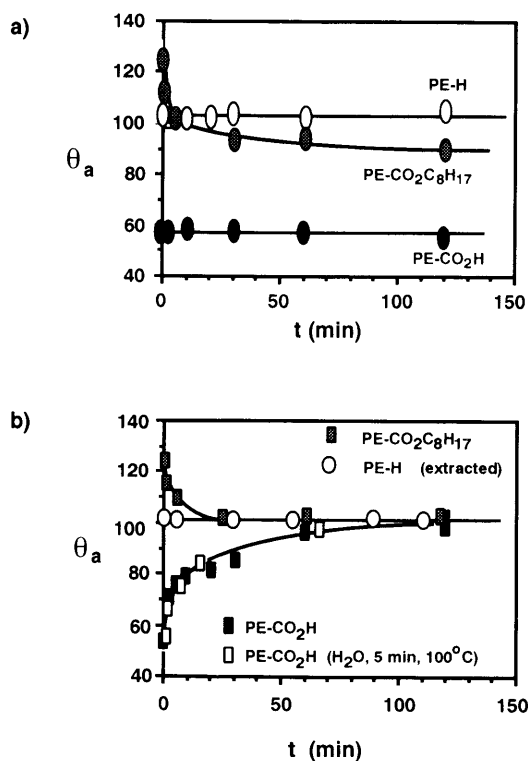 a)
140
120
100
80
60
40
θa
PE-H
PE-CO2C8H17
PE-CO2H
0
50
100
150
t (min)
b)
140
120
100
80
60
40
θa
PE-CO2C8H17
PE-H (extracted)
PE-CO2H
PE-CO2H (H2O, 5 min, 100°C)
0
50
100
150
t (min)